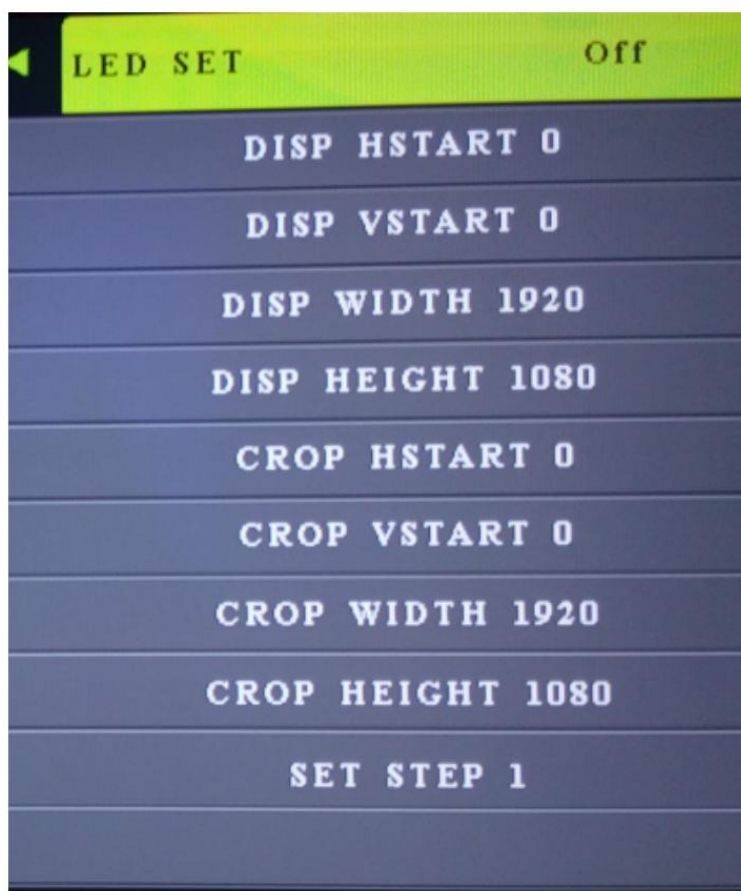 LED SET Off
DISP HSTART 0
DISP VSTART 0
DISP WIDTH 1920
DISP HEIGHT 1080
CROP HSTART 0
CROP VSTART 0
CROP WIDTH 1920
CROP HEIGHT 1080
SET STEP 1